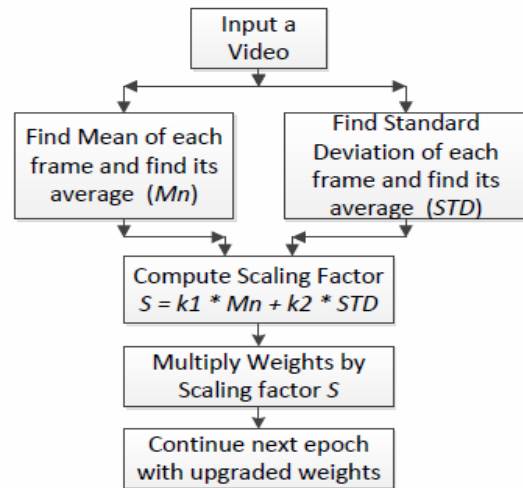 Input a
Video
Find Mean of each
frame and find its
average (Mn)
Find Standard
Deviation of each
frame and find its
average (STD)
Compute Scaling Factor
S = k1 * Mn + k2 * STD
Multiply Weights by
Scaling factor S
Continue next epoch
with upgraded weights